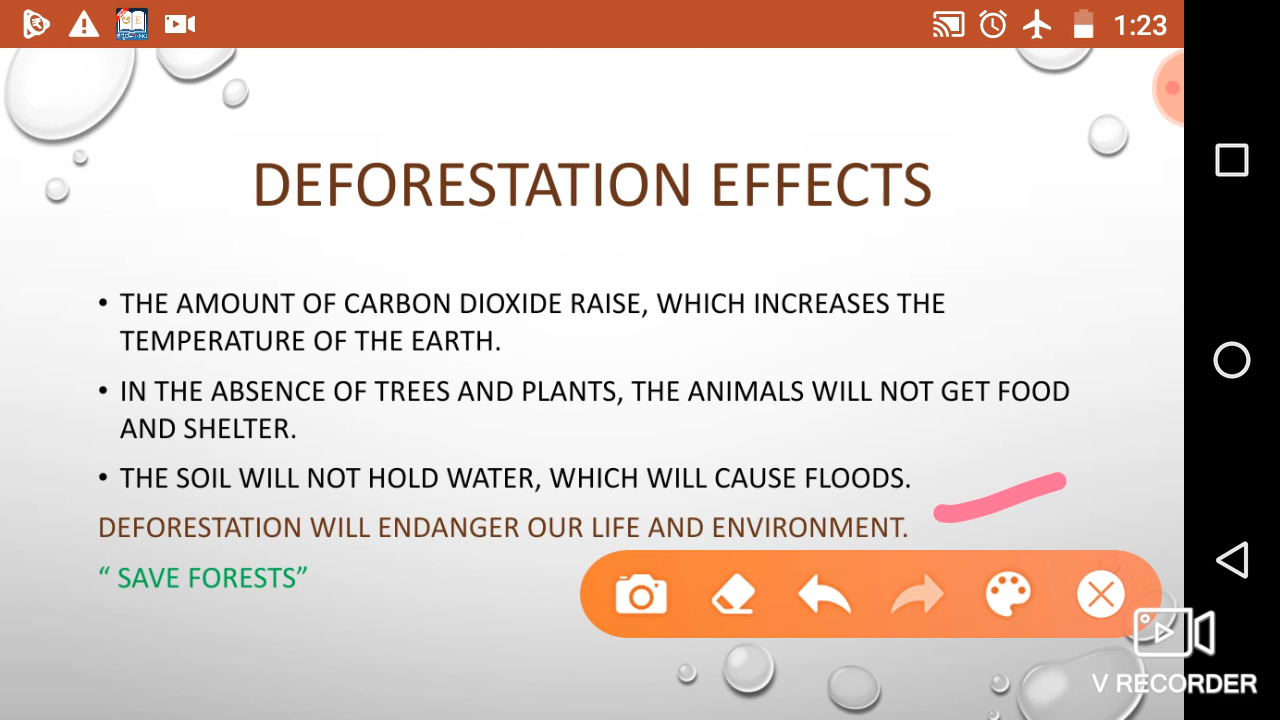 1:23
DEFORESTATION EFFECTS
• THE AMOUNT OF CARBON DIOXIDE RAISE, WHICH INCREASES THE
TEMPERATURE OF THE EARTH.
• IN THE ABSENCE OF TREES AND PLANTS, THE ANIMALS WILL NOT GET FOOD
AND SHELTER.
• THE SOIL WILL NOT HOLD WATER, WHICH WILL CAUSE FLOODS.
DEFORESTATION WILL ENDANGER OUR LIFE AND ENVIRONMENT.
“ SAVE FORESTS”
V RECORDER